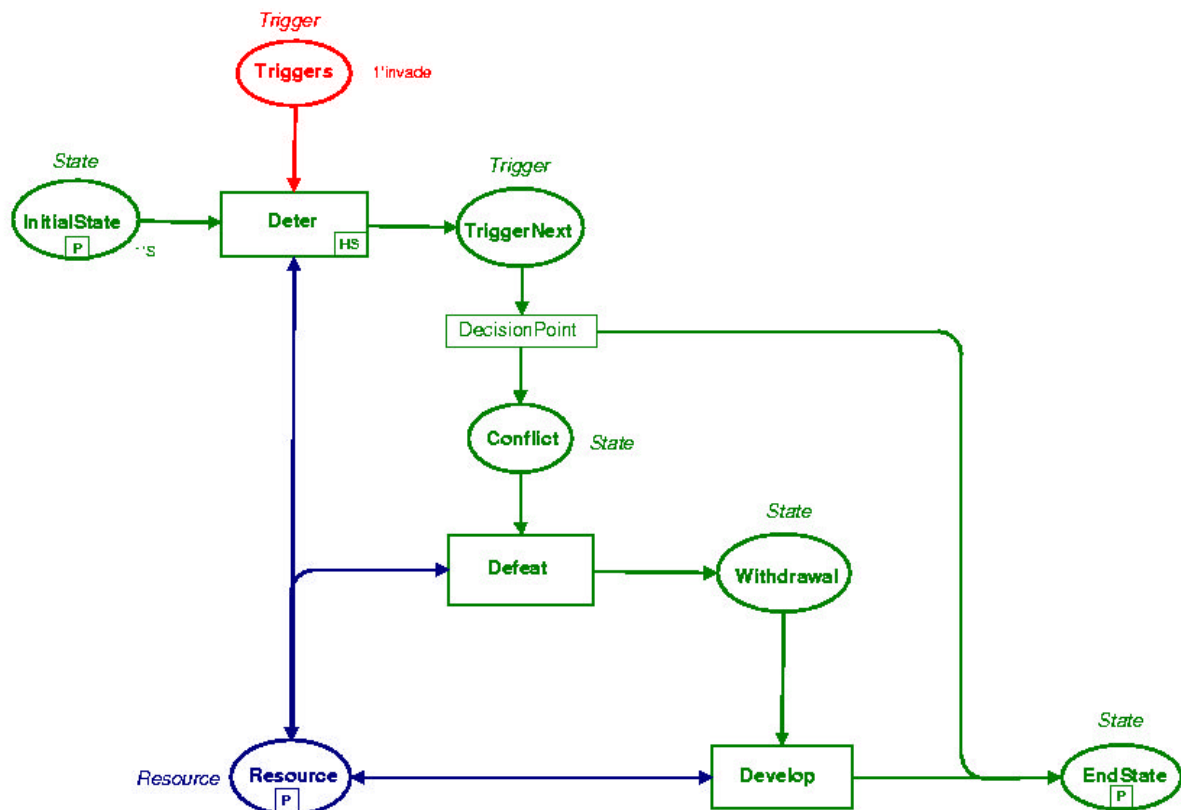 Trigger
Triggers
1'invade
State
InitialState
P
Deter
HS
Trigger
TriggerNext
DecisionPoint
Conflict
State
Defeat
State
Withdrawal
Resource
Resource
P
Develop
State
EndState
P